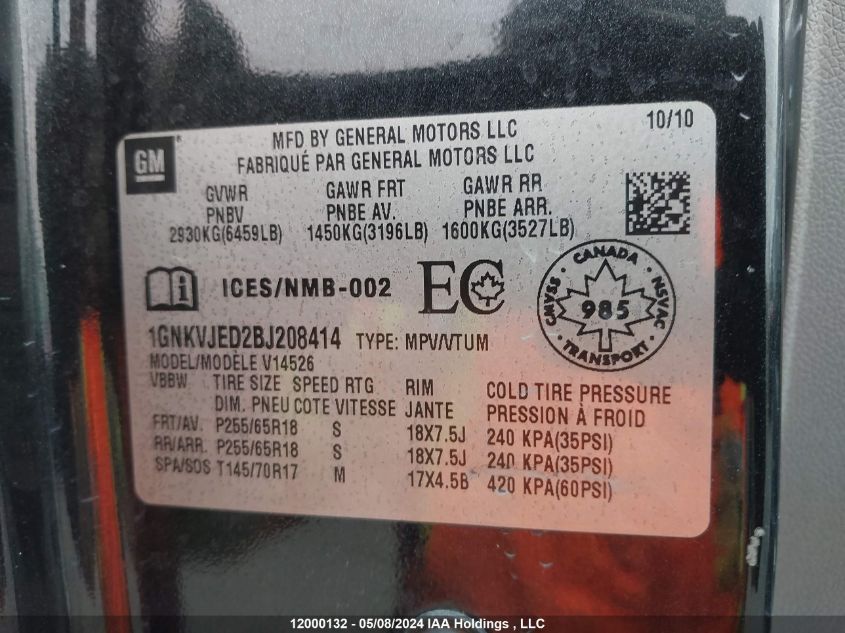 GM
MFD BY GENERAL MOTORS LLC 10/10
FABRIQUÉ PAR GENERAL MOTORS LLC
GVWR GAWR FRT GAWR RR
PNBV PNBE AV. PNBE ARR.
2930KG(6459LB) 1450KG(3196LB) 1600KG(3527LB)
ICES/NMB-002 EC
CANADA
SVMAC 985 NSVAC
TRANSPORT
1GNKVJED2BJ208414 TYPE: MPV/VTUM
MODEL/MODÈLE V14526
VBBW TIRE SIZE SPEED RTG RIM COLD TIRE PRESSURE
DIM. PNEU COTE VITESSE JANTE PRESSION À FROID
FRT/AV. P255/65R18 S 18X7.5J 240 KPA(35PSI)
RR/ARR. P255/65R18 S 18X7.5J 240 KPA(35PSI)
SPA/SOS T145/70R17 M 17X4.5B 420 KPA(60PSI)
12000132 - 05/08/2024 IAA Holdings , LLC